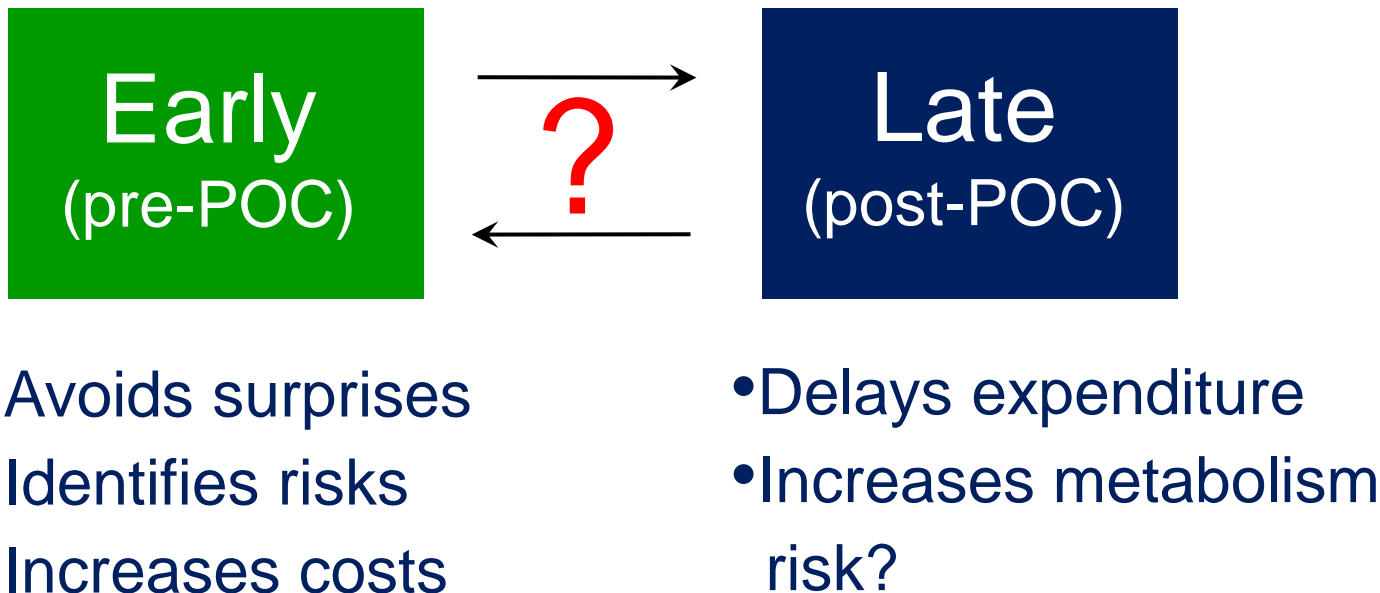 Early
(pre-POC)
?
Late
(post-POC)
Avoids surprises
Identifies risks
Increases costs
•Delays expenditure
•Increases metabolism
risk?